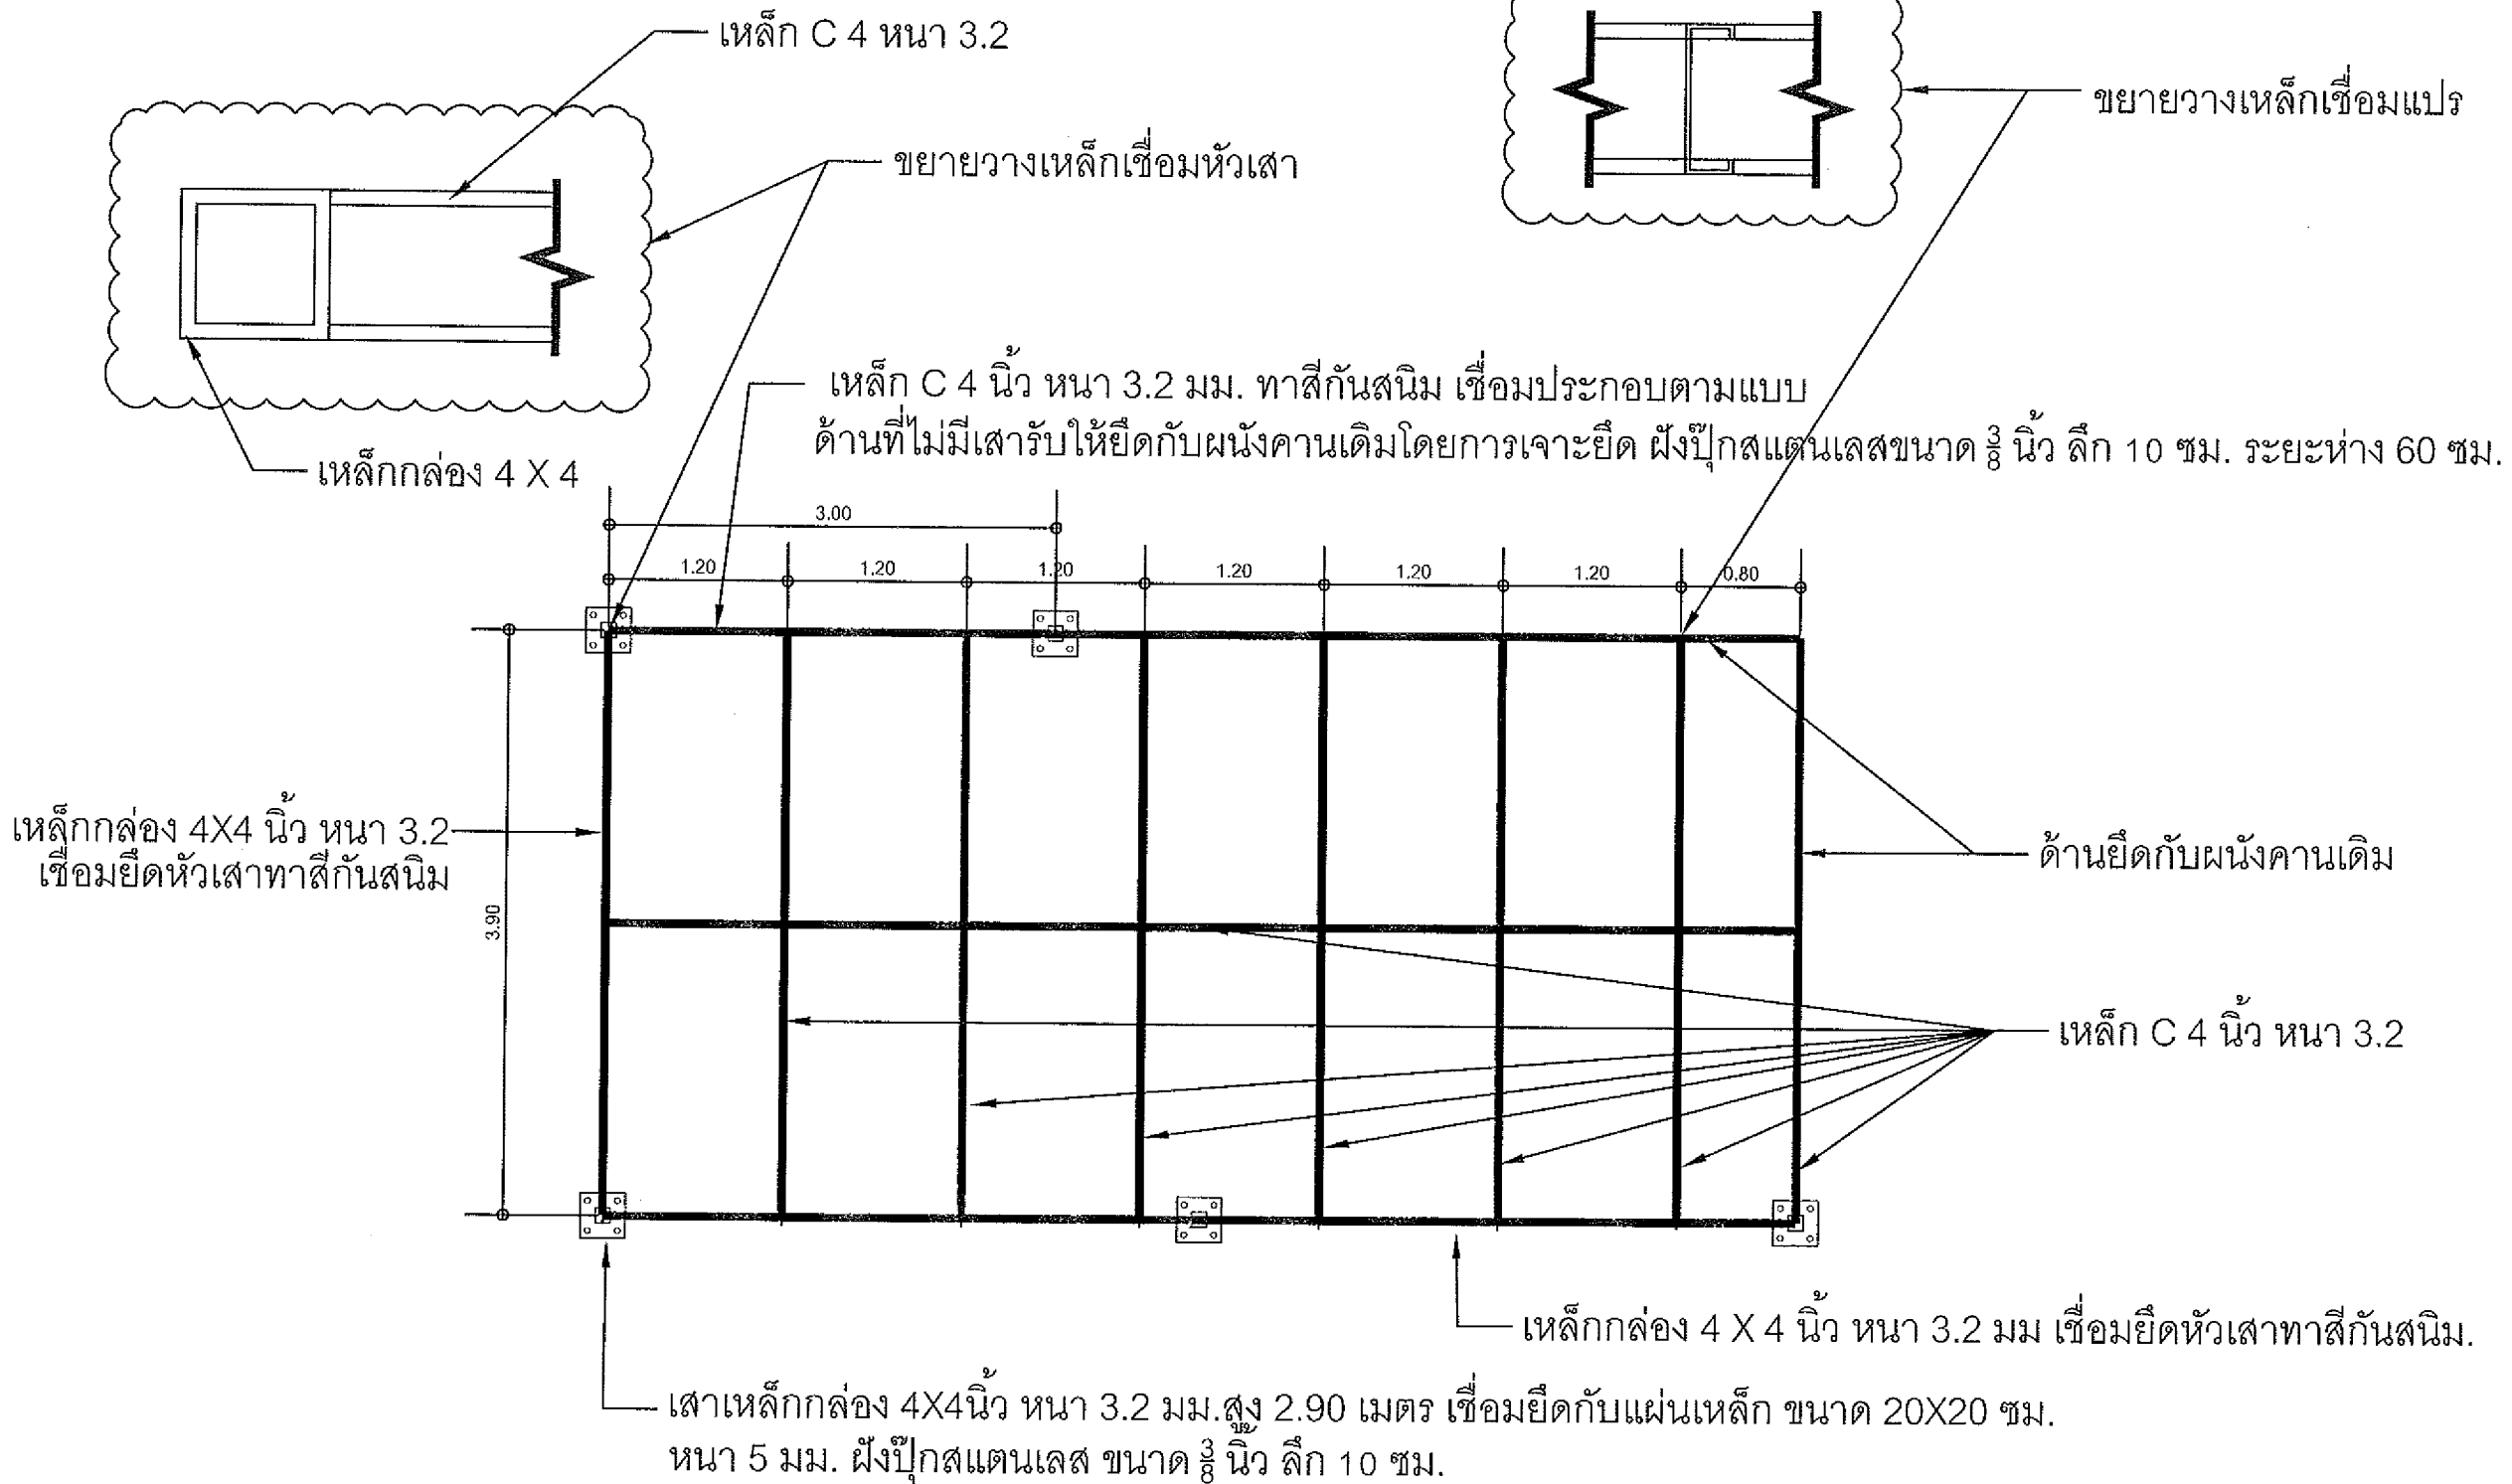 เหล็ก C 4 หนา 3.2
ขยายวางเหล็กเชื่อมแปร
ขยายวางเหล็กเชื่อมหัวเสา
เหล็ก C 4 นิ้ว หนา 3.2 มม. ทาสีกันสนิม เชื่อมประกอบตามแบบ
ด้านที่ไม่มีเสารับให้ยึดกับผนังคานเดิมโดยการเจาะยึด ฝังปุ๊กสแตนเลสขนาด 3/8 นิ้ว ลึก 10 ซม. ระยะห่าง 60 ซม.
เหล็กกล่อง 4 X 4
3.00
1.20 1.20 1.20 1.20 1.20 1.20 0.80
เหล็กกล่อง 4X4 นิ้ว หนา 3.2
เชื่อมยึดหัวเสาทาสีกันสนิม
ด้านยึดกับผนังคานเดิม
3.90
เหล็ก C 4 นิ้ว หนา 3.2
เหล็กกล่อง 4 X 4 นิ้ว หนา 3.2 มม เชื่อมยึดหัวเสาทาสีกันสนิม.
เสาเหล็กกล่อง 4X4นิ้ว หนา 3.2 มม.สูง 2.90 เมตร เชื่อมยึดกับแผ่นเหล็ก ขนาด 20X20 ซม.
หนา 5 มม. ฝังปุ๊กสแตนเลส ขนาด 3/8 นิ้ว ลึก 10 ซม.